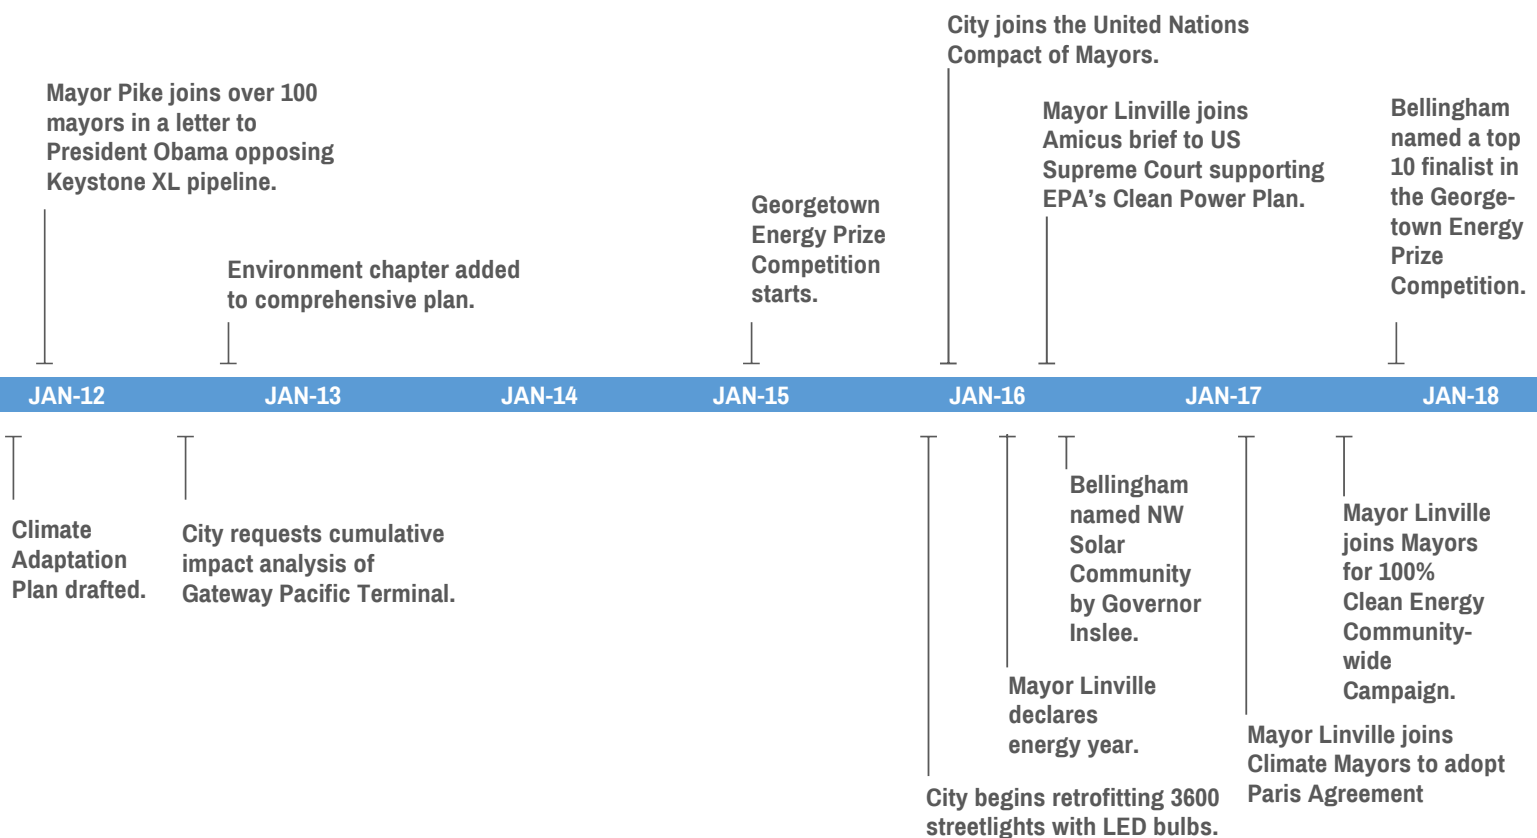 City joins the United Nations
Compact of Mayors.
Mayor Pike joins over 100
mayors in a letter to
President Obama opposing
Keystone XL pipeline.
Mayor Linville joins
Amicus brief to US
Supreme Court supporting
EPA’s Clean Power Plan.
Bellingham
named a top
10 finalist in
the George-
town Energy
Prize
Competition.
Georgetown
Energy Prize
Competition
starts.
Environment chapter added
to comprehensive plan.
JAN-12 JAN-13 JAN-14 JAN-15 JAN-16 JAN-17 JAN-18
Climate
Adaptation
Plan drafted.
City requests cumulative
impact analysis of
Gateway Pacific Terminal.
Bellingham
named NW
Solar
Community
by Governor
Inslee.
Mayor Linville
joins Mayors
for 100%
Clean Energy
Community-
wide
Campaign.
Mayor Linville
declares
energy year.
Mayor Linville joins
Climate Mayors to adopt
Paris Agreement
City begins retrofitting 3600
streetlights with LED bulbs.